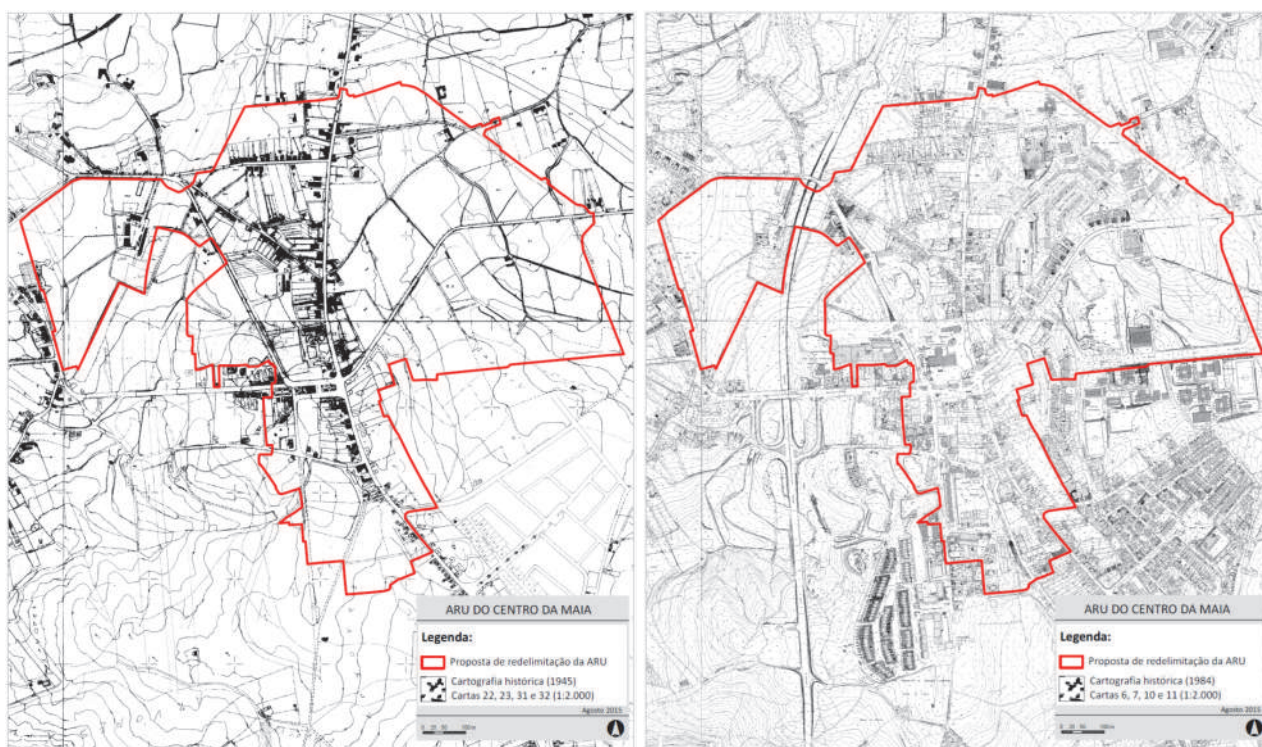 ARU DO CENTRO DA MAIA
Legenda:
Proposta de redelimitação da ARU
Cartografia histórica (1945)
Cartas 22, 23, 31 e 32 (1:2.000)
Agosto 2015
ARU DO CENTRO DA MAIA
Legenda:
Proposta de redelimitação da ARU
Cartografia histórica (1984)
Cartas 6, 7, 10 e 11 (1:2.000)
Agosto 2015